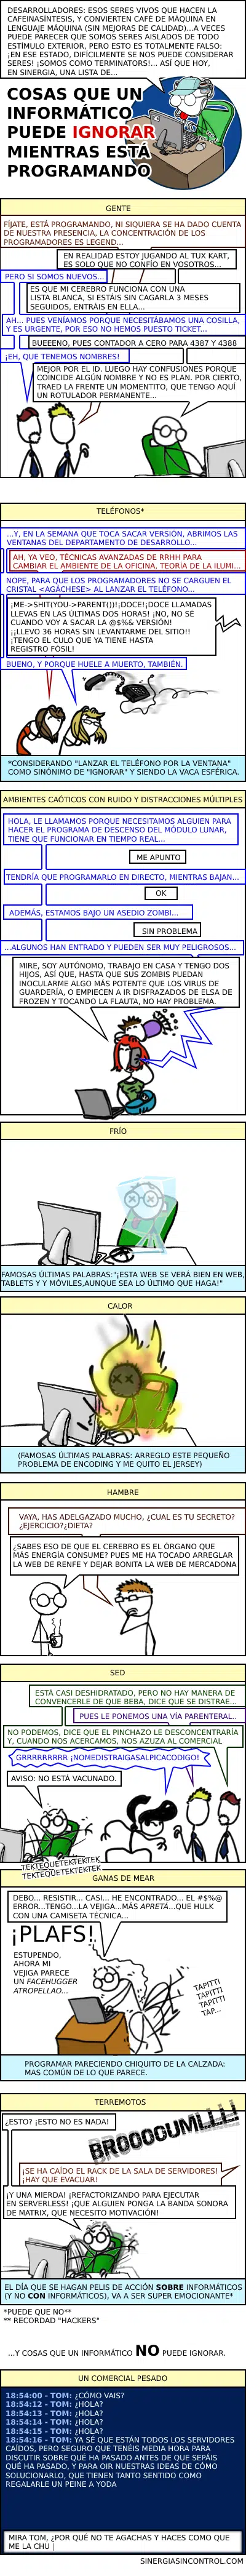 DESARROLLADORES: ESOS SERES VIVOS QUE HACEN LA
CAFEINASÍNTESIS, Y CONVIERTEN CAFÉ DE MÁQUINA EN
LENGUAJE MÁQUINA (SIN MEJORAS DE CALIDAD)...A VECES
PUEDE PARECER QUE SOMOS SERES AISLADOS DE TODO
ESTÍMULO EXTERIOR, PERO ESTO ES TOTALMENTE FALSO:
¡EN ESE ESTADO, DIFÍCILMENTE SE NOS PUEDE CONSIDERAR
SERES! ¡SOMOS COMO TERMINATORS!... ASÍ QUE HOY,
EN SINERGIA, UNA LISTA DE...
COSAS QUE UN
INFORMÁTICO
PUEDE IGNORAR
MIENTRAS ESTÁ
PROGRAMANDO
GENTE
FÍJATE, ESTÁ PROGRAMANDO, NI SIQUIERA SE HA DADO CUENTA
DE NUESTRA PRESENCIA, LA CONCENTRACIÓN DE LOS
PROGRAMADORES ES LEGEND...
EN REALIDAD ESTOY JUGANDO AL TUX KART,
ES SOLO QUE NO CONFÍO EN VOSOTROS...
PERO SI SOMOS NUEVOS...
ES QUE MI CEREBRO FUNCIONA CON UNA
LISTA BLANCA, SI ESTÁIS SIN CAGARLA 3 MESES
SEGUIDOS, ENTRÁIS EN ELLA...
AH... PUES VENÍAMOS PORQUE NECESITÁBAMOS UNA COSILLA,
Y ES URGENTE, POR ESO NO HEMOS PUESTO TICKET...
BUEEENO, PUES CONTADOR A CERO PARA 4387 Y 4388
¡EH, QUE TENEMOS NOMBRES!
MEJOR POR EL ID. LUEGO HAY CONFUSIONES PORQUE
COINCIDE ALGÚN NOMBRE Y NO ES PLAN. POR CIERTO,
TRAED LA FRENTE UN MOMENTITO, QUE TENGO AQUÍ
UN ROTULADOR PERMANENTE...
TELÉFONOS*
...Y, EN LA SEMANA QUE TOCA SACAR VERSIÓN, ABRIMOS LAS
VENTANAS DEL DEPARTAMENTO DE DESARROLLO...
AH, YA VEO, TÉCNICAS AVANZADAS DE RRHH PARA
CAMBIAR EL AMBIENTE DE LA OFICINA, TEORÍA DE LA ILUMI...
NOPE, PARA QUE LOS PROGRAMADORES NO SE CARGUEN EL
CRISTAL <AGÁCHESE> AL LANZAR EL TELÉFONO...
¡ME->SHIT(YOU->PARENT())!¡DOCE!¡DOCE LLAMADAS
LLEVAS EN LAS ÚLTIMAS DOS HORAS! ¡NO, NO SÉ
CUANDO VOY A SACAR LA @$%& VERSIÓN!
¡¡LLEVO 36 HORAS SIN LEVANTARME DEL SITIO!!
¡TENGO EL CULO QUE YA TIENE HASTA
REGISTRO FÓSIL!
BUENO, Y PORQUE HUELE A MUERTO, TAMBIÉN.
*CONSIDERANDO "LANZAR EL TELÉFONO POR LA VENTANA"
COMO SINÓNIMO DE "IGNORAR" Y SIENDO LA VACA ESFÉRICA.
AMBIENTES CAÓTICOS CON RUIDO Y DISTRACCIONES MÚLTIPLES
HOLA, LE LLAMAMOS PORQUE NECESITAMOS ALGUIEN PARA
HACER EL PROGRAMA DE DESCENSO DEL MÓDULO LUNAR,
TIENE QUE FUNCIONAR EN TIEMPO REAL...
ME APUNTO
TENDRÍA QUE PROGRAMARLO EN DIRECTO, MIENTRAS BAJAN...
OK
ADEMÁS, ESTAMOS BAJO UN ASEDIO ZOMBI...
SIN PROBLEMA
...ALGUNOS HAN ENTRADO Y PUEDEN SER MUY PELIGROSOS...
MIRE, SOY AUTÓNOMO, TRABAJO EN CASA Y TENGO DOS
HIJOS, ASÍ QUE, HASTA QUE SUS ZOMBIS PUEDAN
INOCULARME ALGO MÁS POTENTE QUE LOS VIRUS DE
GUARDERÍA, O EMPIECEN A IR DISFRAZADOS DE ELSA DE
FROZEN Y TOCANDO LA FLAUTA, NO HAY PROBLEMA.
FRÍO
FAMOSAS ÚLTIMAS PALABRAS:"¡ESTA WEB SE VERÁ BIEN EN WEB,
TABLETS Y Y MÓVILES,AUNQUE SEA LO ÚLTIMO QUE HAGA!"
CALOR
(FAMOSAS ÚLTIMAS PALABRAS: ARREGLO ESTE PEQUEÑO
PROBLEMA DE ENCODING Y ME QUITO EL JERSEY)
HAMBRE
VAYA, HAS ADELGAZADO MUCHO, ¿CUAL ES TU SECRETO?
¿EJERCICIO?¿DIETA?
¿SABES ESO DE QUE EL CEREBRO ES EL ÓRGANO QUE
MÁS ENERGÍA CONSUME? PUES ME HA TOCADO ARREGLAR
LA WEB DE RENFE Y DEJAR BONITA LA WEB DE MERCADONA
SED
ESTÁ CASI DESHIDRATADO, PERO NO HAY MANERA DE
CONVENCERLE DE QUE BEBA, DICE QUE SE DISTRAE...
PUES LE PONEMOS UNA VÍA PARENTERAL..
NO PODEMOS, DICE QUE EL PINCHAZO LE DESCONCENTRARÍA
Y, CUANDO NOS ACERCAMOS, NOS AZUZA AL COMERCIAL
GRRRRRRRRR ¡NOMEDISTRAIGASALPICACODIGO!
AVISO: NO ESTÁ VACUNADO.
TEKTEQUETEKTEKTEK
TEKTEQUETEKTEKTEK
GANAS DE MEAR
DEBO... RESISTIR... CASI... HE ENCONTRADO... EL #$%@
ERROR...TENGO...LA VEJIGA...MÁS APRETÁ...QUE HULK
CON UNA CAMISETA TÉCNICA...
¡PLAFS!
ESTUPENDO,
AHORA MI
VEJIGA PARECE
UN FACEHUGGER
ATROPELLAO...
TAPITTI
TAPITTI
TAPITTI
TAP...
PROGRAMAR PARECIENDO CHIQUITO DE LA CALZADA:
MAS COMÚN DE LO QUE PARECE.
TERREMOTOS
¿ESTO? ¡ESTO NO ES NADA!
BROOOOUMLLL!
¡SE HA CAÍDO EL RACK DE LA SALA DE SERVIDORES!
¡HAY QUE EVACUAR!
¡Y UNA MIERDA! ¡REFACTORIZANDO PARA EJECUTAR
EN SERVERLESS! ¡QUE ALGUIEN PONGA LA BANDA SONORA
DE MATRIX, QUE NECESITO MOTIVACIÓN!
EL DÍA QUE SE HAGAN PELIS DE ACCIÓN SOBRE INFORMÁTICOS
(Y NO CON INFORMÁTICOS), VA A SER SUPER EMOCIONANTE*
*PUEDE QUE NO**
** RECORDAD "HACKERS"
...Y COSAS QUE UN INFORMÁTICO NO PUEDE IGNORAR.
UN COMERCIAL PESADO
18:54:00 - TOM: ¿CÓMO VAIS?
18:54:12 - TOM: ¿HOLA?
18:54:13 - TOM: ¿HOLA?
18:54:14 - TOM: ¿HOLA?
18:54:15 - TOM: ¿HOLA?
18:54:16 - TOM: YA SÉ QUE ESTÁN TODOS LOS SERVIDORES
CAÍDOS, PERO SEGURO QUE TENÉIS MEDIA HORA PARA
DISCUTIR SOBRE QUÉ HA PASADO ANTES DE QUE SEPÁIS
QUÉ HA PASADO, Y PARA OIR NUESTRAS IDEAS DE CÓMO
SOLUCIONARLO, QUE TIENEN TANTO SENTIDO COMO
REGALARLE UN PEINE A YODA
MIRA TOM, ¿POR QUÉ NO TE AGACHAS Y HACES COMO QUE
ME LA CHU|
SINERGIASINCONTROL.COM